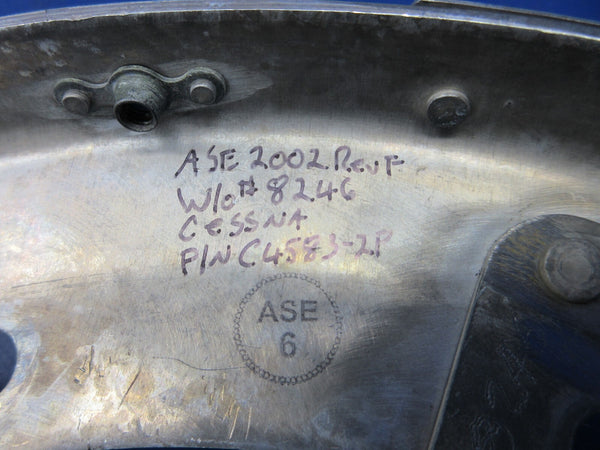 ASE 2002 Rev F
W/O# 8246
CESSNA
P/N C4583-2P
ASE
6